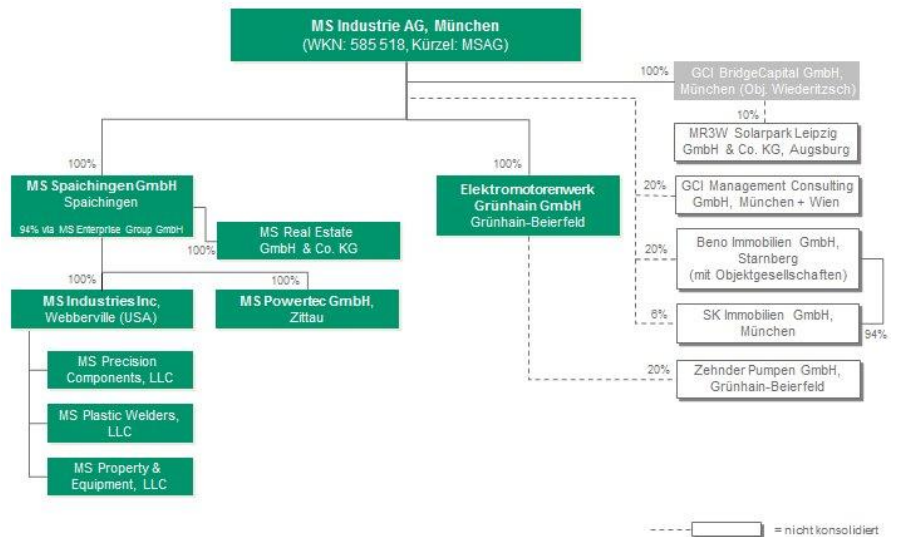 MS Industrie AG, München
(WKN: 585 518, Kürzel: MSAG)
100%
GCI BridgeCapital GmbH,
München (Obj. Wiederitzsch)
10%
MR3W Solarpark Leipzig
GmbH & Co. KG, Augsburg
100%
100%
MS Spaichingen GmbH
Spaichingen
94% via MS Enterprise Group GmbH
Elektromotorenwerk
Grünhain GmbH
Grünhain-Beierfeld
20%
GCI Management Consulting
GmbH, München + Wien
100%
MS Real Estate
GmbH & Co. KG
20%
Beno Immobilien GmbH,
Starnberg
(mit Objektgesellschaften)
100%
100%
MS Industries Inc,
Webberville (USA)
MS Powertec GmbH,
Zittau
6%
SK Immobilien GmbH,
München
94%
MS Precision
Components, LLC
20%
Zehnder Pumpen GmbH,
Grünhain-Beierfeld
MS Plastic Welders,
LLC
MS Property &
Equipment, LLC
= nicht konsolidiert